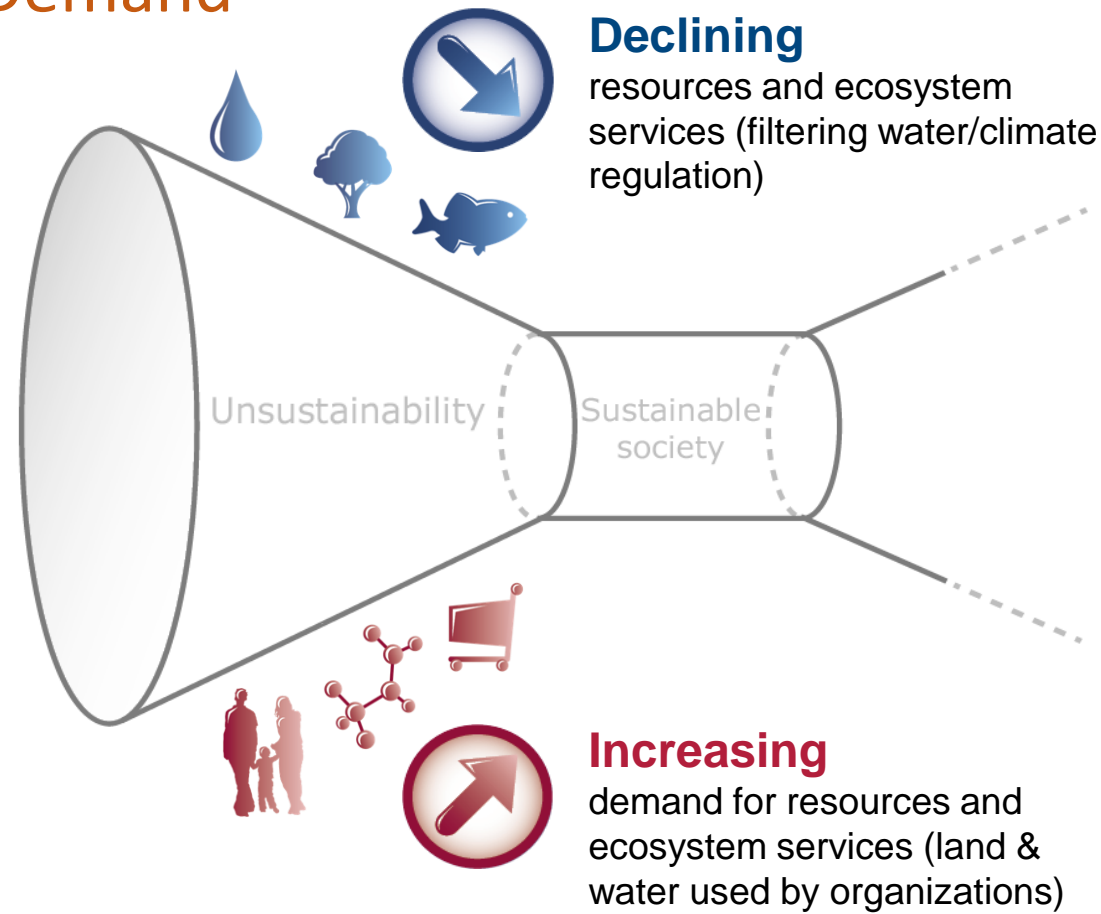 Demand
Declining
resources and ecosystem
services (filtering water/climate
regulation)
Unsustainability
Sustainable
society
Increasing
demand for resources and
ecosystem services (land &
water used by organizations)